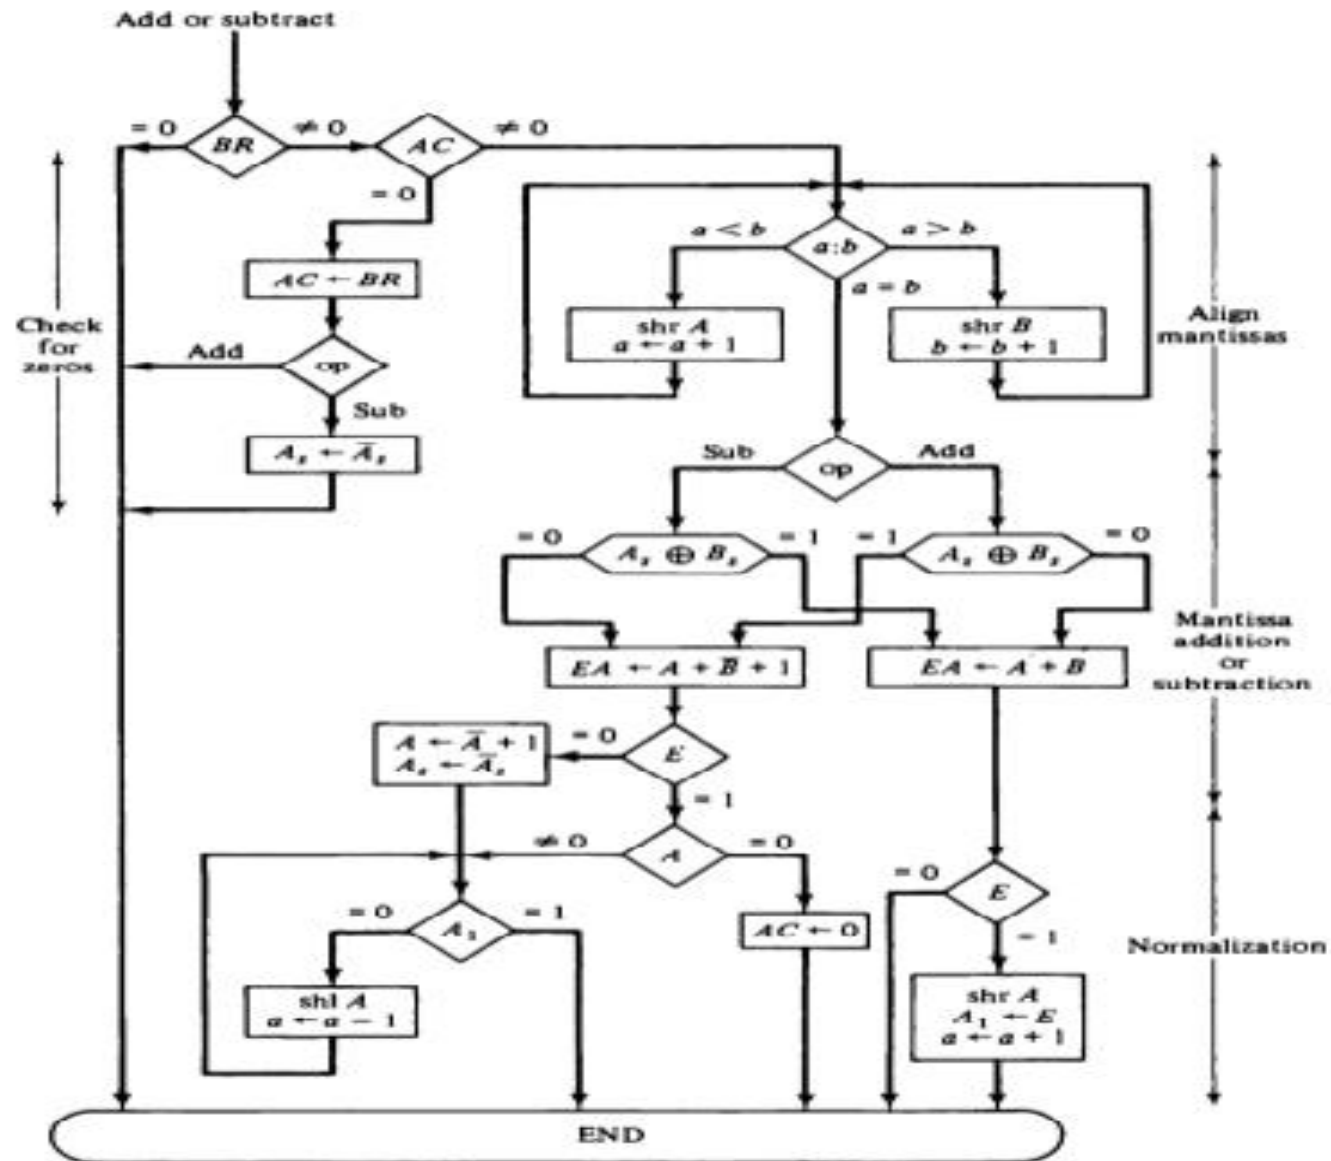 Add or subtract
= 0
BR
≠ 0
AC
≠ 0
= 0
a < b
a:b
a > b
AC ← BR
a = b
shr A
a ← a + 1
shr B
b ← b + 1
Check
for
zeros
Align
mantissas
Add
op
Sub
Sub
op
Add
A̅ₛ
Aₛ ← A̅ₛ
= 0
Aₛ ⊕ Bₛ
= 1
= 1
Aₛ ⊕ Bₛ
= 0
EA ← A + B̅ + 1
EA ← A + B
Mantissa
addition
or
subtraction
A ← A̅ + 1
Aₛ ← A̅ₛ
= 0
E
= 1
≠ 0
A
= 0
= 0
E
= 0
A₁
= 1
AC ← 0
= 1
Normalization
shl A
a ← a − 1
shr A
A₁ ← E
a ← a + 1
END